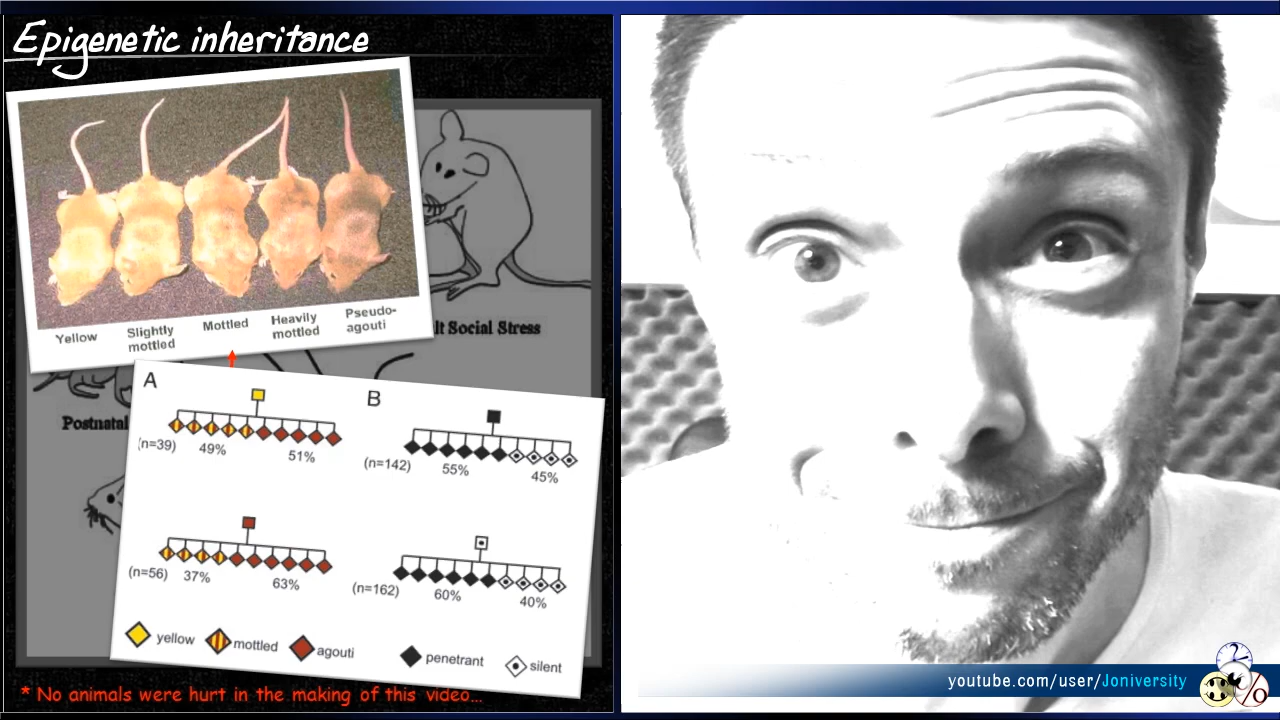 Epigenetic inheritance
Yellow
Slightly
mottled
Mottled
Heavily
mottled
Pseudo-
agouti
lt Social Stress
Postnatal
A
(n=39) 49% 51%
B
(n=142) 55% 45%
(n=56) 37% 63%
(n=162) 60% 40%
yellow mottled agouti
penetrant silent
* No animals were hurt in the making of this video...
youtube.com/user/Joniversity
? %